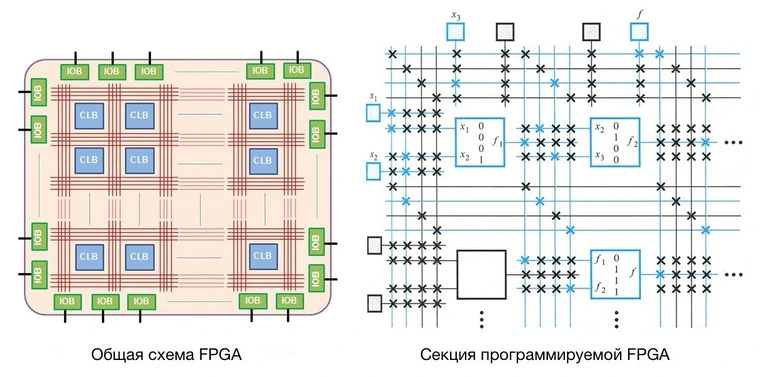 IOB IOB IOB IOB IOB
IOB IOB
CLB CLB CLB
IOB IOB
CLB CLB CLB
IOB IOB
CLB CLB CLB
IOB IOB
IOB IOB IOB IOB IOB
Общая схема FPGA
x3 f
x1
x1 0
0
0
x2 1
f1
x2 0
1
0
x3 0
f2
x2
f1 0
1
1
f2 1
f
Секция программируемой FPGA